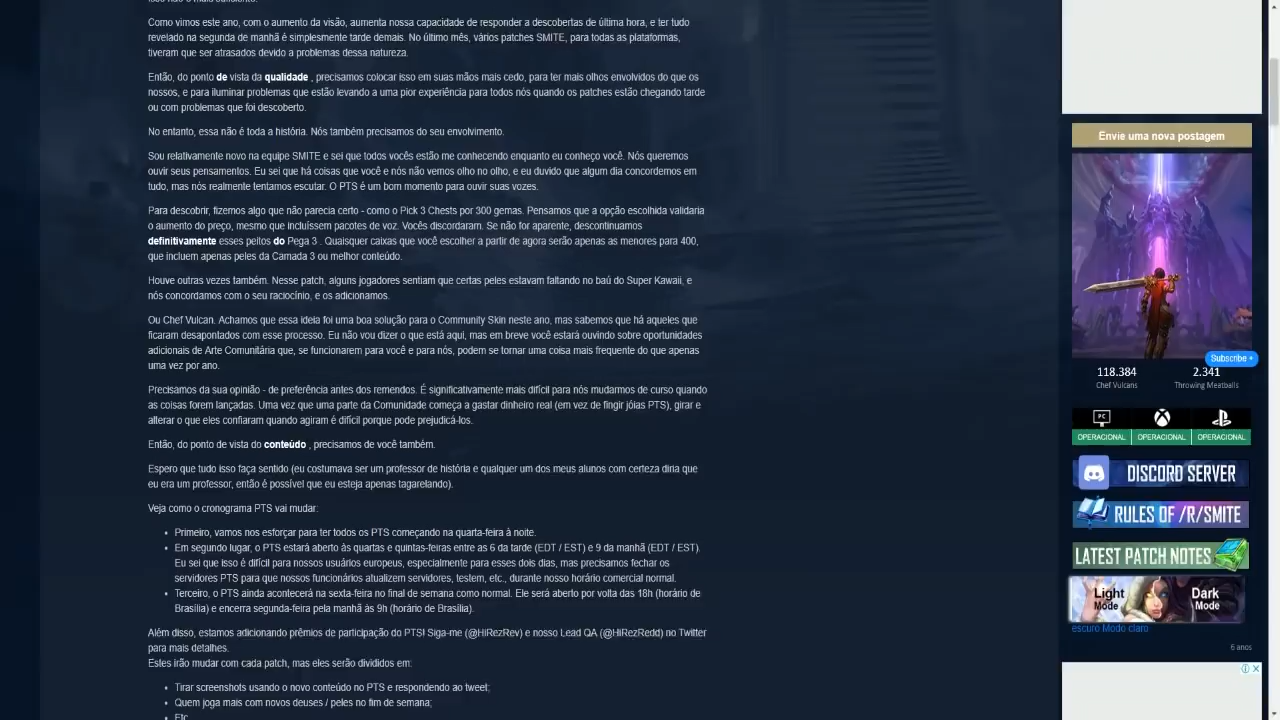 Como vimos este ano, com o aumento da visão, aumenta nossa capacidade de responder a descobertas de última hora, e ter tudo
revelado na segunda de manhã é simplesmente tarde demais. No último mês, vários patches SMITE, para todas as plataformas,
tiveram que ser atrasados devido a problemas dessa natureza.
Então, do ponto de vista da qualidade , precisamos colocar isso em suas mãos mais cedo, para ter mais olhos envolvidos do que os
nossos, e para iluminar problemas que estão levando a uma pior experiência para todos nós quando os patches estão chegando tarde
ou com problemas que foi descoberto.
No entanto, essa não é toda a história. Nós também precisamos do seu envolvimento.
Sou relativamente novo na equipe SMITE e sei que todos vocês estão me conhecendo enquanto eu conheço você. Nós queremos
ouvir seus pensamentos. Eu sei que há coisas que você e nós não vemos olho no olho, e eu duvido que algum dia concordemos em
tudo, mas nós realmente tentamos escutar. O PTS é um bom momento para ouvir suas vozes.
Para descobrir, fizemos algo que não parecia certo - como o Pick 3 Chests por 300 gemas. Pensamos que a opção escolhida validaria
o aumento do preço, mesmo que incluíssem pacotes de voz. Vocês discordaram. Se não for aparente, descontinuamos
definitivamente esses peitos do Pega 3 . Quaisquer caixas que você escolher a partir de agora serão apenas as menores para 400,
que incluem apenas peles da Camada 3 ou melhor conteúdo.
Houve outras vezes também. Nesse patch, alguns jogadores sentiam que certas peles estavam faltando no baú do Super Kawaii, e
nós concordamos com o seu raciocínio, e os adicionamos.
Ou Chef Vulcan. Achamos que essa ideia foi uma boa solução para o Community Skin neste ano, mas sabemos que há aqueles que
ficaram desapontados com esse processo. Eu não vou dizer o que está aqui, mas em breve você estará ouvindo sobre oportunidades
adicionais de Arte Comunitária que, se funcionarem para você e para nós, podem se tornar uma coisa mais frequente do que apenas
uma vez por ano.
Precisamos da sua opinião - de preferência antes dos remendos. É significativamente mais difícil para nós mudarmos de curso quando
as coisas forem lançadas. Uma vez que uma parte da Comunidade começa a gastar dinheiro real (em vez de fingir jóias PTS), girar e
alterar o que eles confiaram quando agiram é difícil porque pode prejudicá-los.
Então, do ponto de vista do conteúdo , precisamos de você também.
Espero que tudo isso faça sentido (eu costumava ser um professor de história e qualquer um dos meus alunos com certeza diria que
eu era um professor, então é possível que eu esteja apenas tagarelando).
Veja como o cronograma PTS vai mudar:
Primeiro, vamos nos esforçar para ter todos os PTS começando na quarta-feira à noite.
Em segundo lugar, o PTS estará aberto às quartas e quintas-feiras entre as 6 da tarde (EDT / EST) e 9 da manhã (EDT / EST).
Eu sei que isso é difícil para nossos usuários europeus, especialmente para esses dois dias, mas precisamos fechar os
servidores PTS para que nossos funcionários atualizem servidores, testem, etc., durante nosso horário comercial normal.
Terceiro, o PTS ainda acontecerá na sexta-feira no final de semana como normal. Ele será aberto por volta das 18h (horário de
Brasília) e encerra segunda-feira pela manhã às 9h (horário de Brasília).
Além disso, estamos adicionando prêmios de participação do PTS! Siga-me (@HiRezRev) e nosso Lead QA (@HiRezRedd) no Twitter
para mais detalhes.
Estes irão mudar com cada patch, mas eles serão divididos em:
Tirar screenshots usando o novo conteúdo no PTS e respondendo ao tweet;
Quem joga mais com novos deuses / peles no fim de semana;
Etc
Envie uma nova postagem
Subscribe +
118.384 2.341
Chef Vulcans Throwing Meatballs
PC
OPERACIONAL OPERACIONAL OPERACIONAL
DISCORD SERVER
RULES OF /R/SMITE
LATEST PATCH NOTES
Light Mode Dark Mode
escuro Modo claro
6 anos